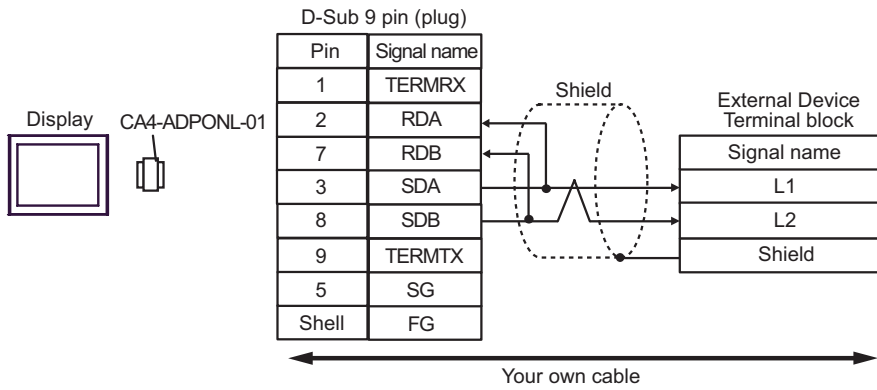 D-Sub 9 pin (plug)
Pin Signal name
1 TERMRX
2 RDA
7 RDB
3 SDA
8 SDB
9 TERMTX
5 SG
Shell FG
Display
CA4-ADPONL-01
Shield
External Device
Terminal block
Signal name
L1
L2
Shield
Your own cable